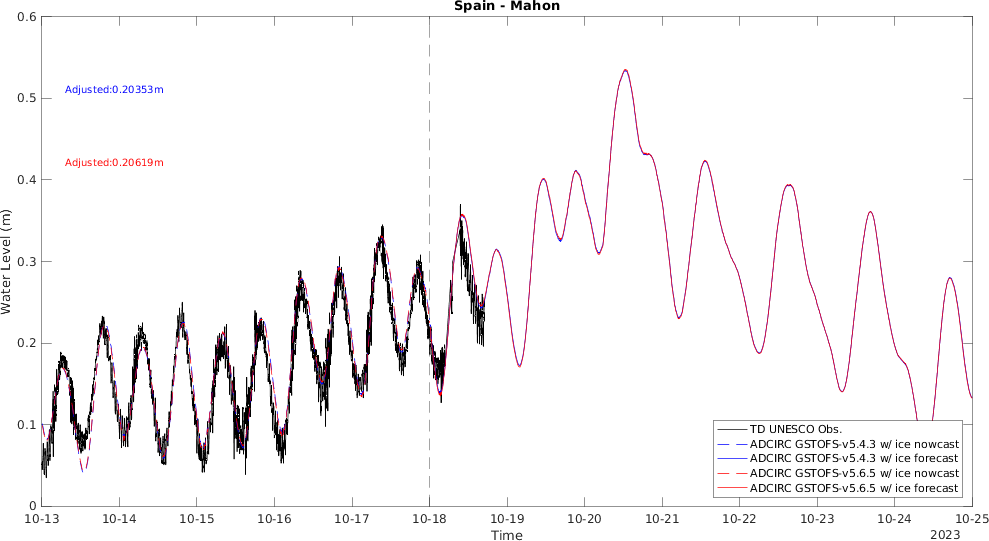 Spain - Mahon
0.6
0.5
0.4
0.3
0.2
0.1
0
Water Level (m)
Adjusted:0.20353m
Adjusted:0.20619m
TD UNESCO Obs.
ADCIRC GSTOFS-v5.4.3 w/ ice nowcast
ADCIRC GSTOFS-v5.4.3 w/ ice forecast
ADCIRC GSTOFS-v5.6.5 w/ ice nowcast
ADCIRC GSTOFS-v5.6.5 w/ ice forecast
10-13 10-14 10-15 10-16 10-17 10-18 10-19 10-20 10-21 10-22 10-23 10-24 10-25
Time
2023